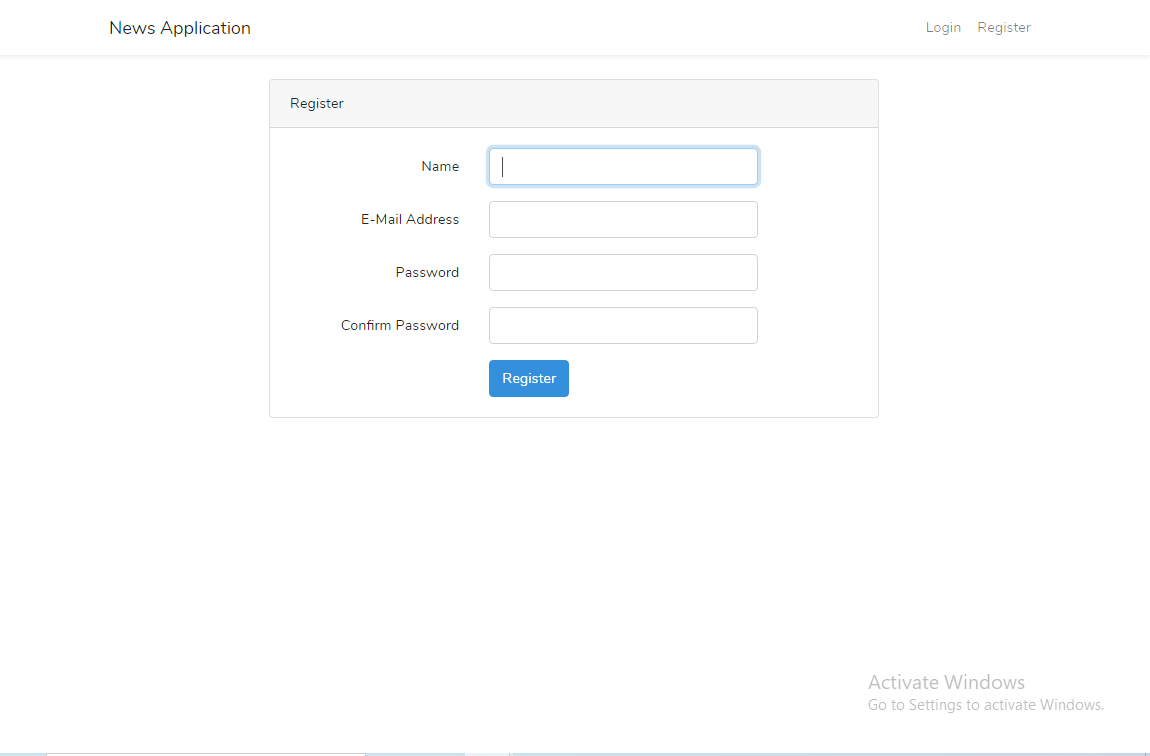 News Application
Login Register
Register
Name
E-Mail Address
Password
Confirm Password
Register
Activate Windows
Go to Settings to activate Windows.